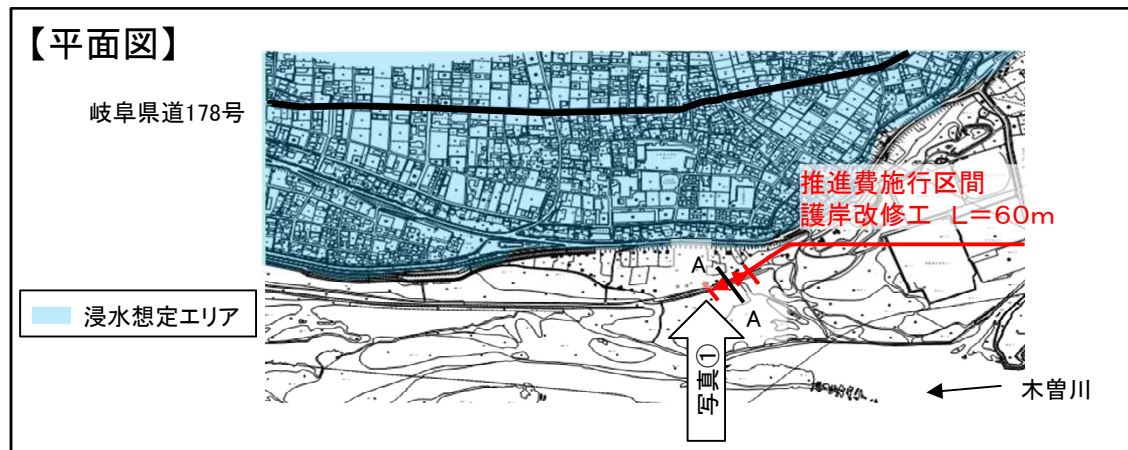 【平面図】
岐阜県道178号
推進費施行区間
護岸改修工 L=60m
A
A
浸水想定エリア
写真①
木曽川